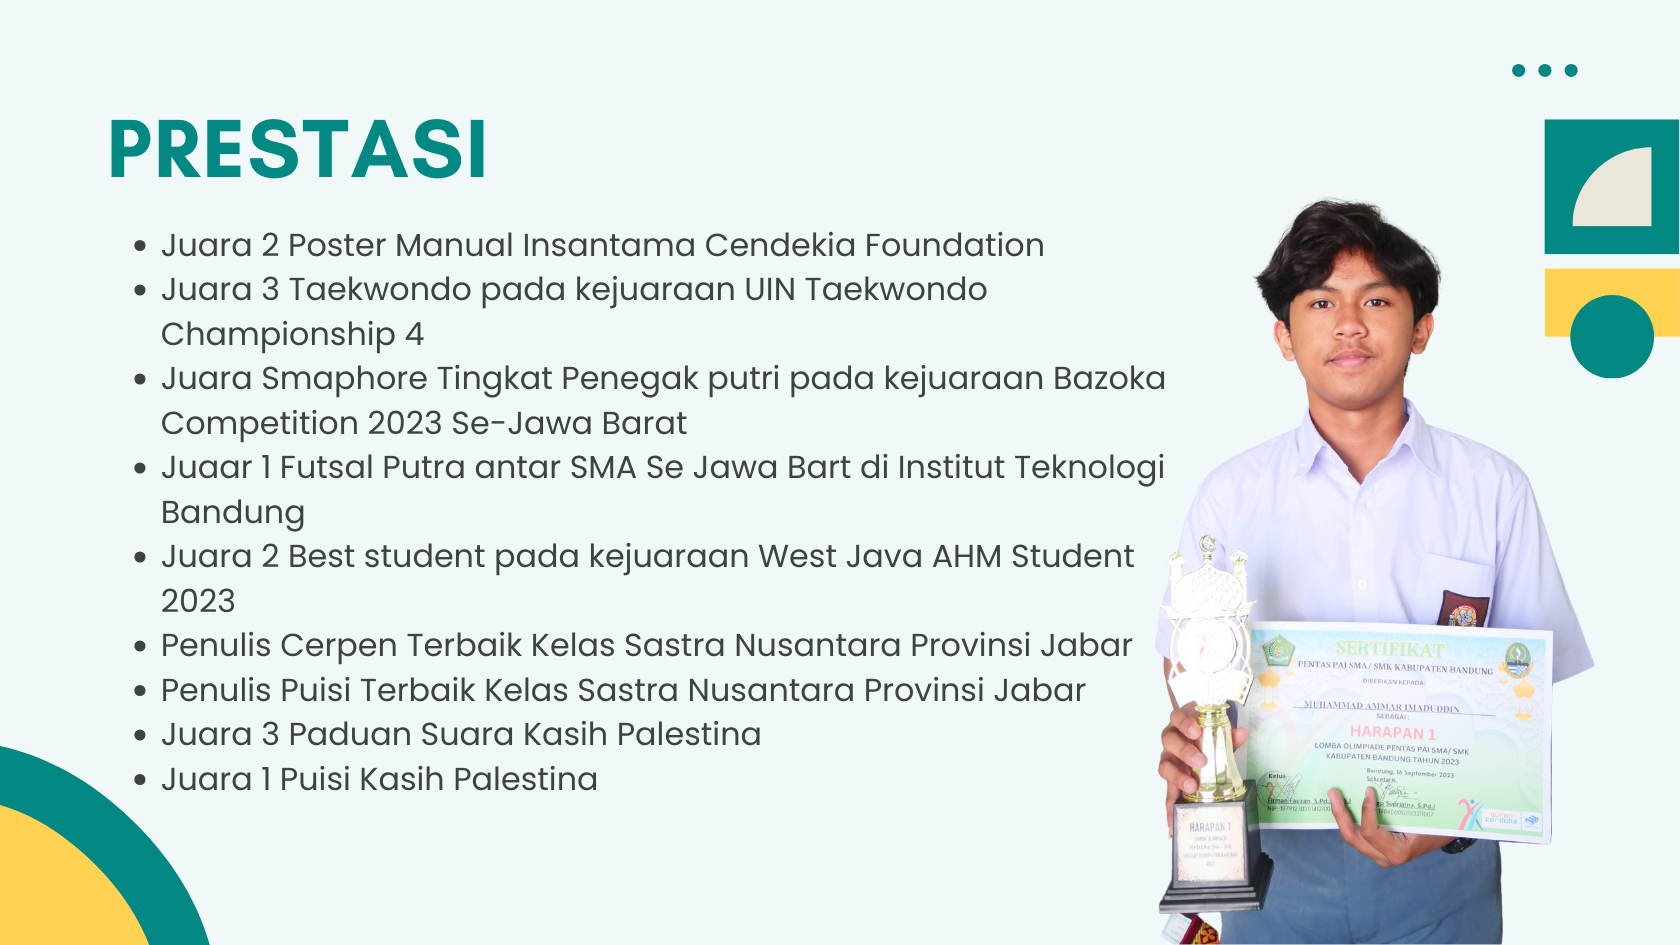 PRESTASI
Juara 2 Poster Manual Insantama Cendekia Foundation
Juara 3 Taekwondo pada kejuaraan UIN Taekwondo
Championship 4
Juara Smaphore Tingkat Penegak putri pada kejuaraan Bazoka
Competition 2023 Se-Jawa Barat
Juaar 1 Futsal Putra antar SMA Se Jawa Bart di Institut Teknologi
Bandung
Juara 2 Best student pada kejuaraan West Java AHM Student
2023
Penulis Cerpen Terbaik Kelas Sastra Nusantara Provinsi Jabar
Penulis Puisi Terbaik Kelas Sastra Nusantara Provinsi Jabar
Juara 3 Paduan Suara Kasih Palestina
Juara 1 Puisi Kasih Palestina
SERTIFIKAT
PENTAS PAI SMA/ SMK KABUPATEN BANDUNG
DIBERIKAN KEPADA:
MUHAMMAD AMMAR IMADUDDIN
SEBAGAI :
HARAPAN 1
LOMBA OLIMPIADE PENTAS PAI SMA/ SMK
KABUPATEN BANDUNG TAHUN 2023
Bandung, 16 September 2023
Ketua
Sekretaris
HARAPAN 1
2023